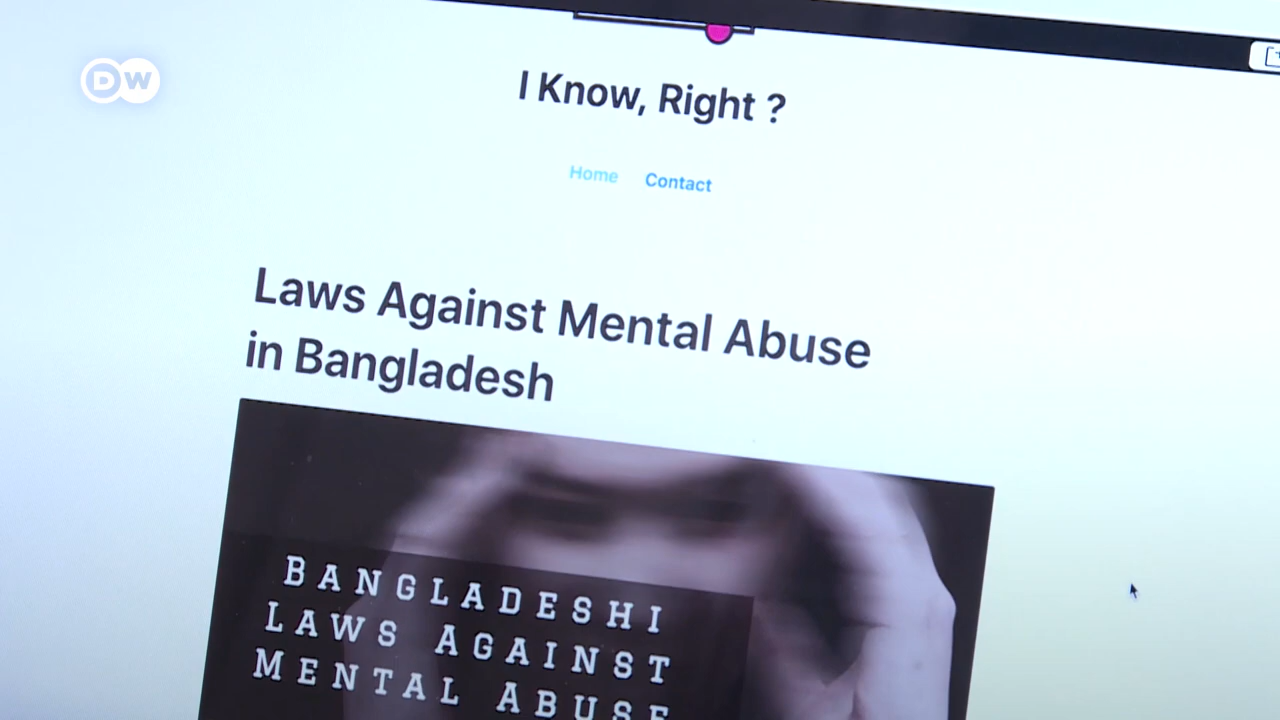 DW
I Know, Right ?
Home Contact
Laws Against Mental Abuse
in Bangladesh
BANGLADESHI
LAWS AGAINST
MENTAL ABUSE